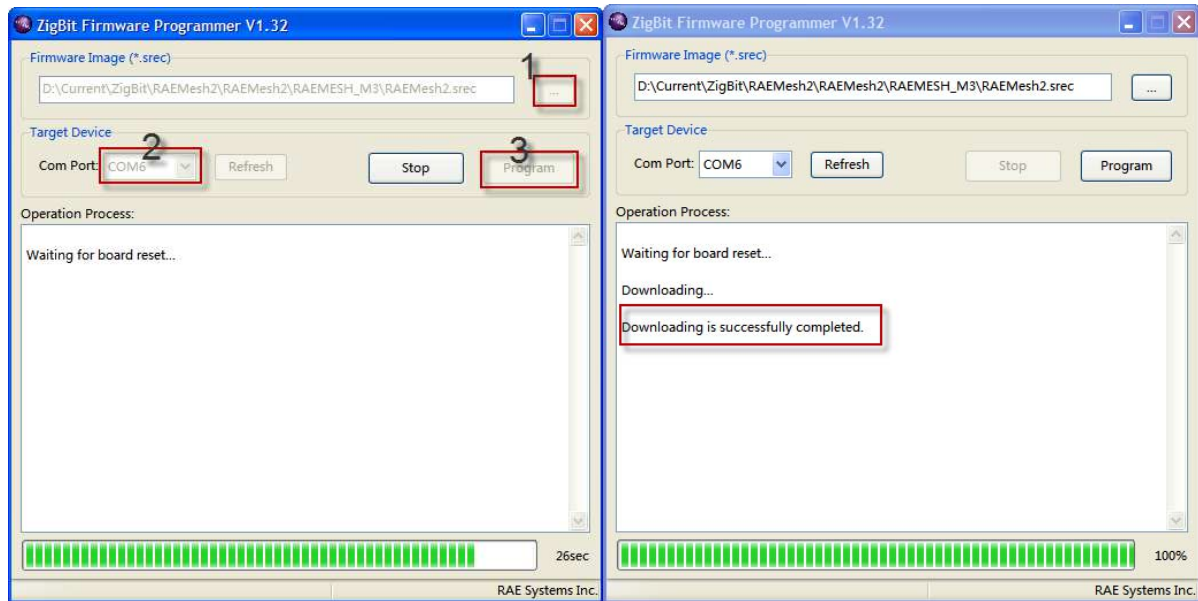 ZigBit Firmware Programmer V1.32
Firmware Image (*.srec)
1
D:\Current\ZigBit\RAEMesh2\RAEMesh2\RAEMESH_M3\RAEMesh2.srec
...
Target Device
2
3
Com Port: COM6 Refresh Stop Program
Operation Process:
Waiting for board reset...
26sec
RAE Systems Inc.
ZigBit Firmware Programmer V1.32
Firmware Image (*.srec)
D:\Current\ZigBit\RAEMesh2\RAEMesh2\RAEMESH_M3\RAEMesh2.srec
...
Target Device
Com Port: COM6 Refresh Stop Program
Operation Process:
Waiting for board reset...
Downloading...
Downloading is successfully completed.
100%
RAE Systems Inc.